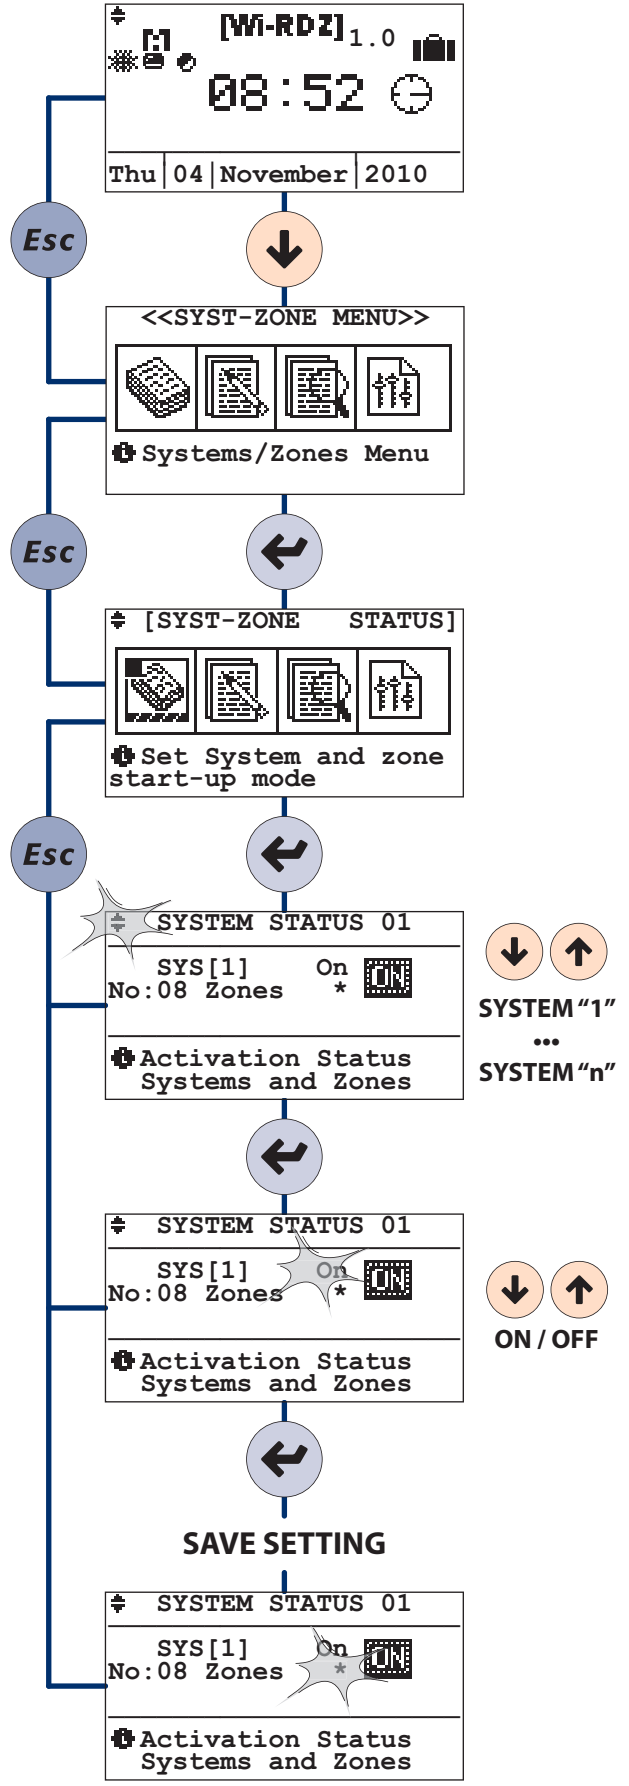 [Wi-RDZ] 1.0
08:52
Thu 04 November 2010
Esc
<<SYST-ZONE MENU>>
Systems/Zones Menu
Esc
[SYST-ZONE STATUS]
Set System and zone
start-up mode
Esc
SYSTEM STATUS 01
SYS[1] On ON
No:08 Zones *
Activation Status
Systems and Zones
SYSTEM “1”
...
SYSTEM “n”
SYSTEM STATUS 01
SYS[1] On ON
No:08 Zones *
Activation Status
Systems and Zones
ON / OFF
SAVE SETTING
SYSTEM STATUS 01
SYS[1] On ON
No:08 Zones *
Activation Status
Systems and Zones